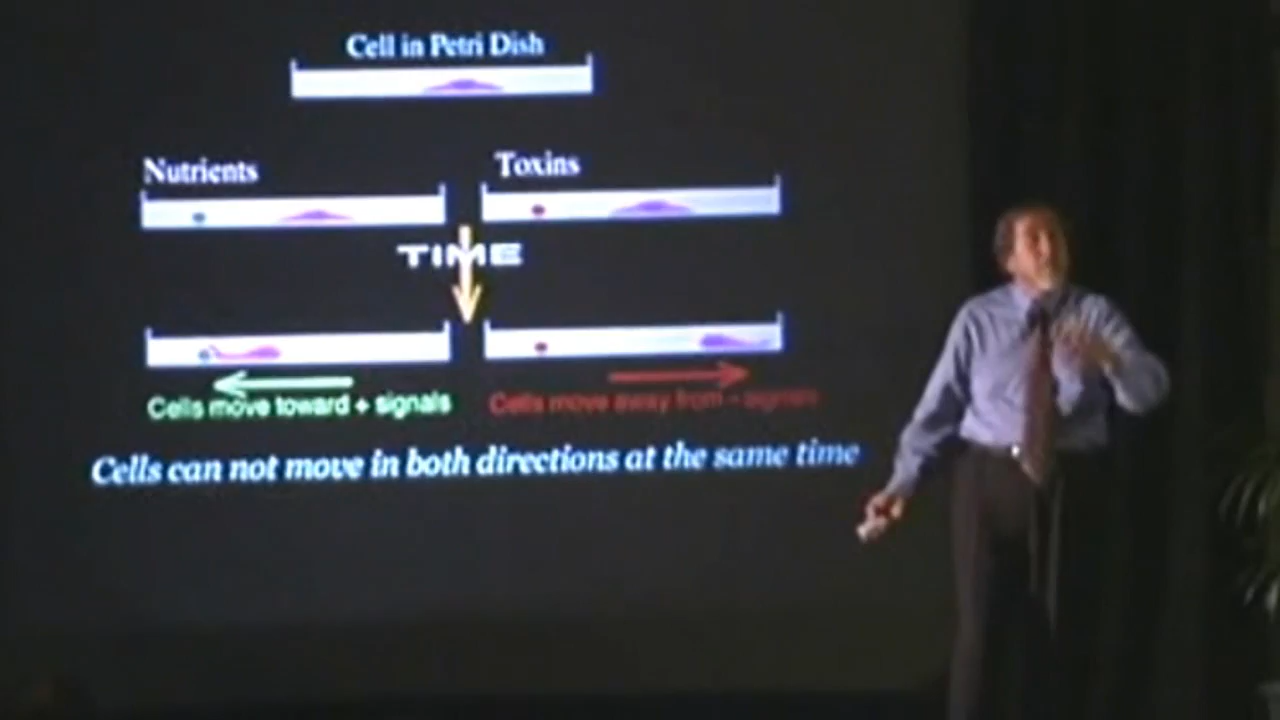 Cell in Petri Dish
Nutrients
Toxins
TIME
Cells move toward + signals
Cells move away from - signals
Cells can not move in both directions at the same time